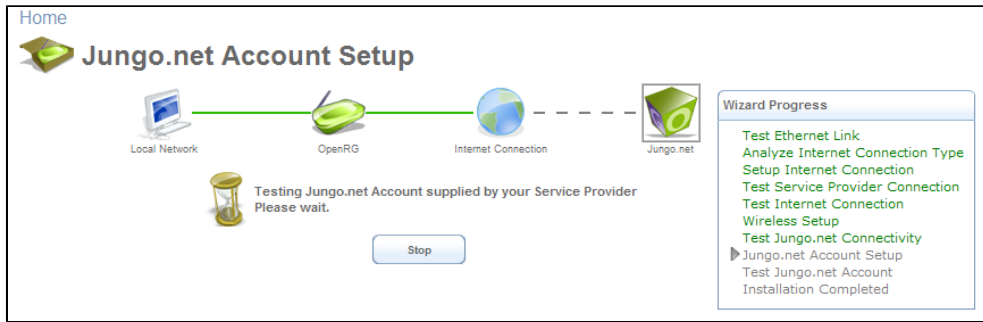 Home
Jungo.net Account Setup
Local Network
OpenRG
Internet Connection
Jungo.net
Testing Jungo.net Account supplied by your Service Provider
Please wait.
Stop
Wizard Progress
Test Ethernet Link
Analyze Internet Connection Type
Setup Internet Connection
Test Service Provider Connection
Test Internet Connection
Wireless Setup
Test Jungo.net Connectivity
Jungo.net Account Setup
Test Jungo.net Account
Installation Completed